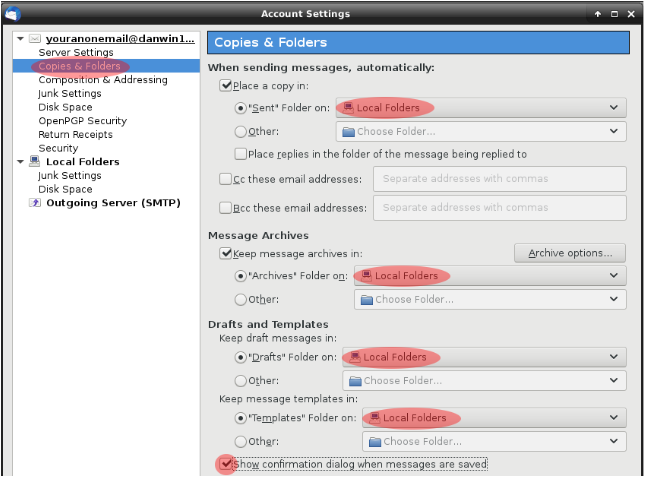 Account Settings
youranonemail@danwin1...
Server Settings
Copies & Folders
Composition & Addressing
Junk Settings
Disk Space
OpenPGP Security
Return Receipts
Security
Local Folders
Junk Settings
Disk Space
Outgoing Server (SMTP)
Copies & Folders
When sending messages, automatically:
Place a copy in:
"Sent" Folder on: Local Folders
Other: Choose Folder...
Place replies in the folder of the message being replied to
Cc these email addresses: Separate addresses with commas
Bcc these email addresses: Separate addresses with commas
Message Archives
Keep message archives in: Archive options...
"Archives" Folder on: Local Folders
Other: Choose Folder...
Drafts and Templates
Keep draft messages in:
"Drafts" Folder on: Local Folders
Other: Choose Folder...
Keep message templates in:
"Templates" Folder on: Local Folders
Other: Choose Folder...
Show confirmation dialog when messages are saved